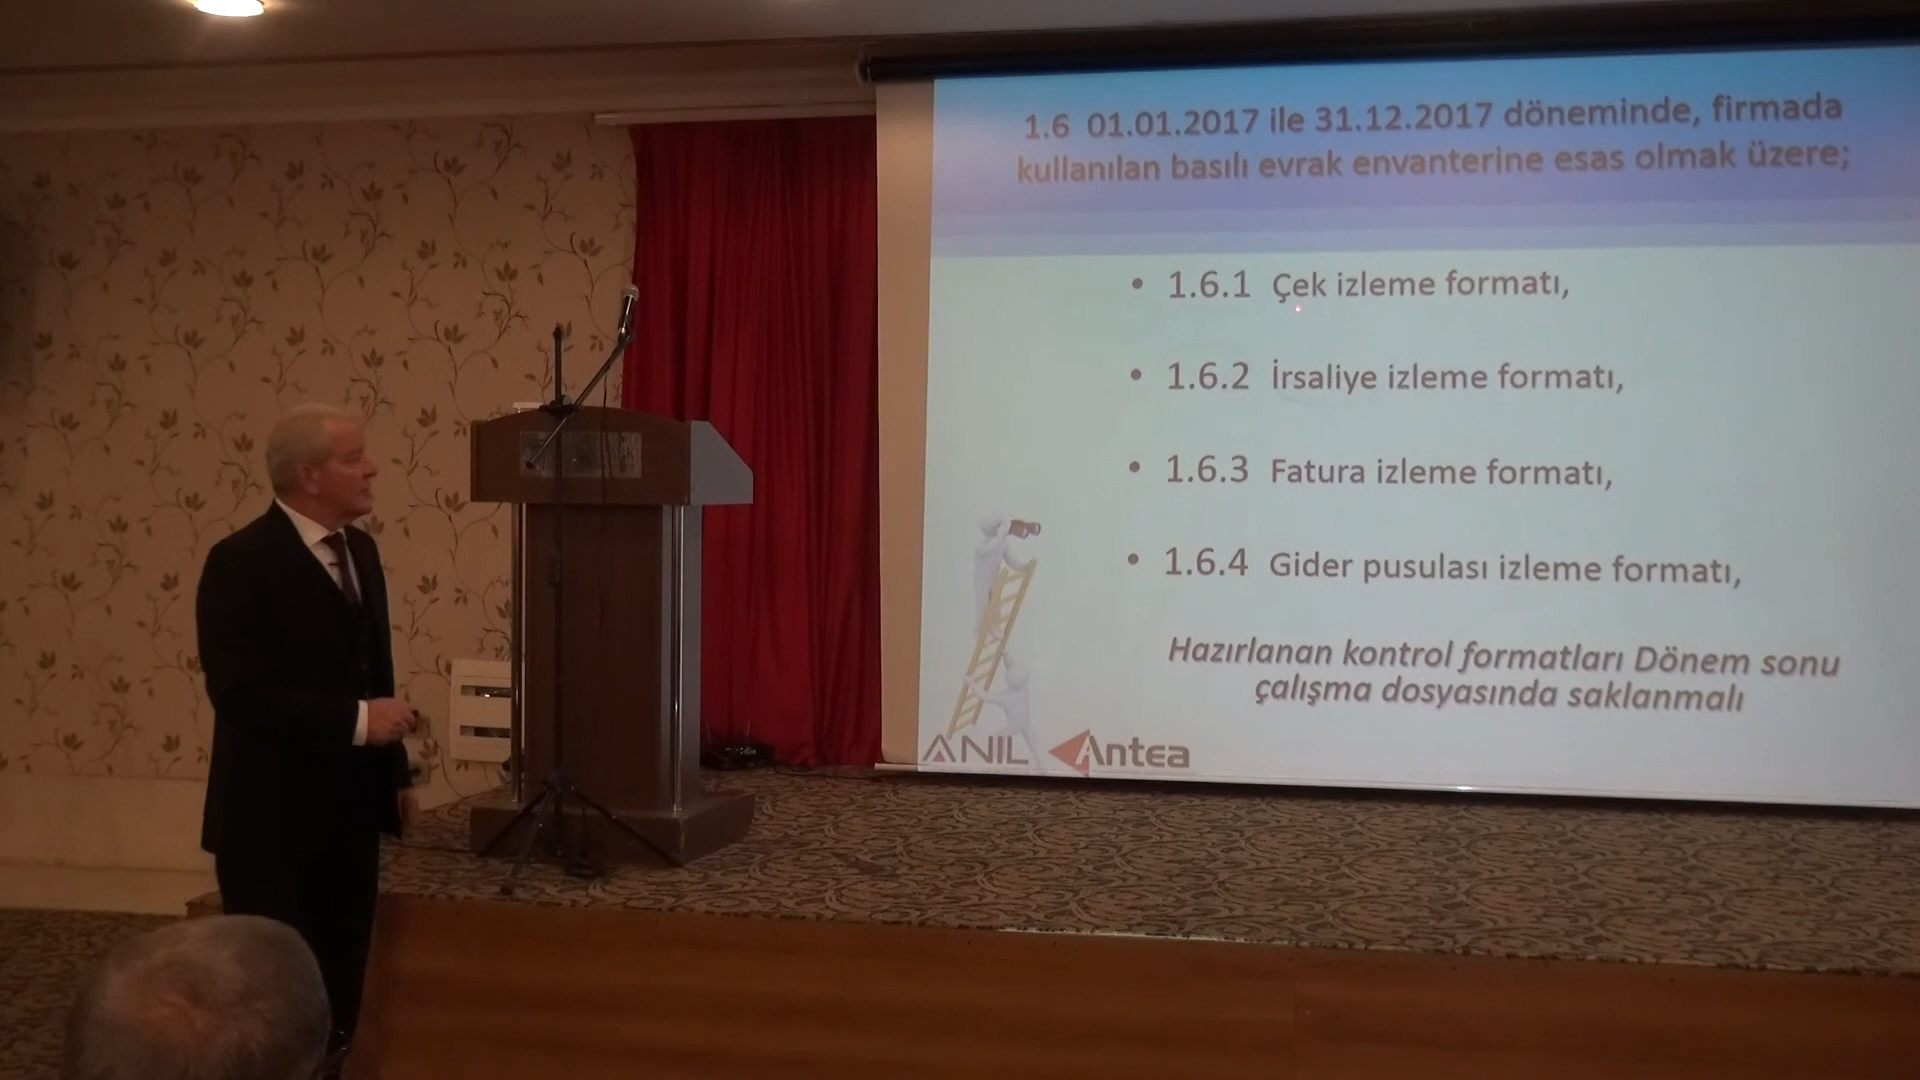 1.6 01.01.2017 ile 31.12.2017 döneminde, firmada
kullanılan basılı evrak envanterine esas olmak üzere;
• 1.6.1 Çek izleme formatı,
• 1.6.2 İrsaliye izleme formatı,
• 1.6.3 Fatura izleme formatı,
• 1.6.4 Gider pusulası izleme formatı,
Hazırlanan kontrol formatları Dönem sonu
çalışma dosyasında saklanmalı
ANIL Antea